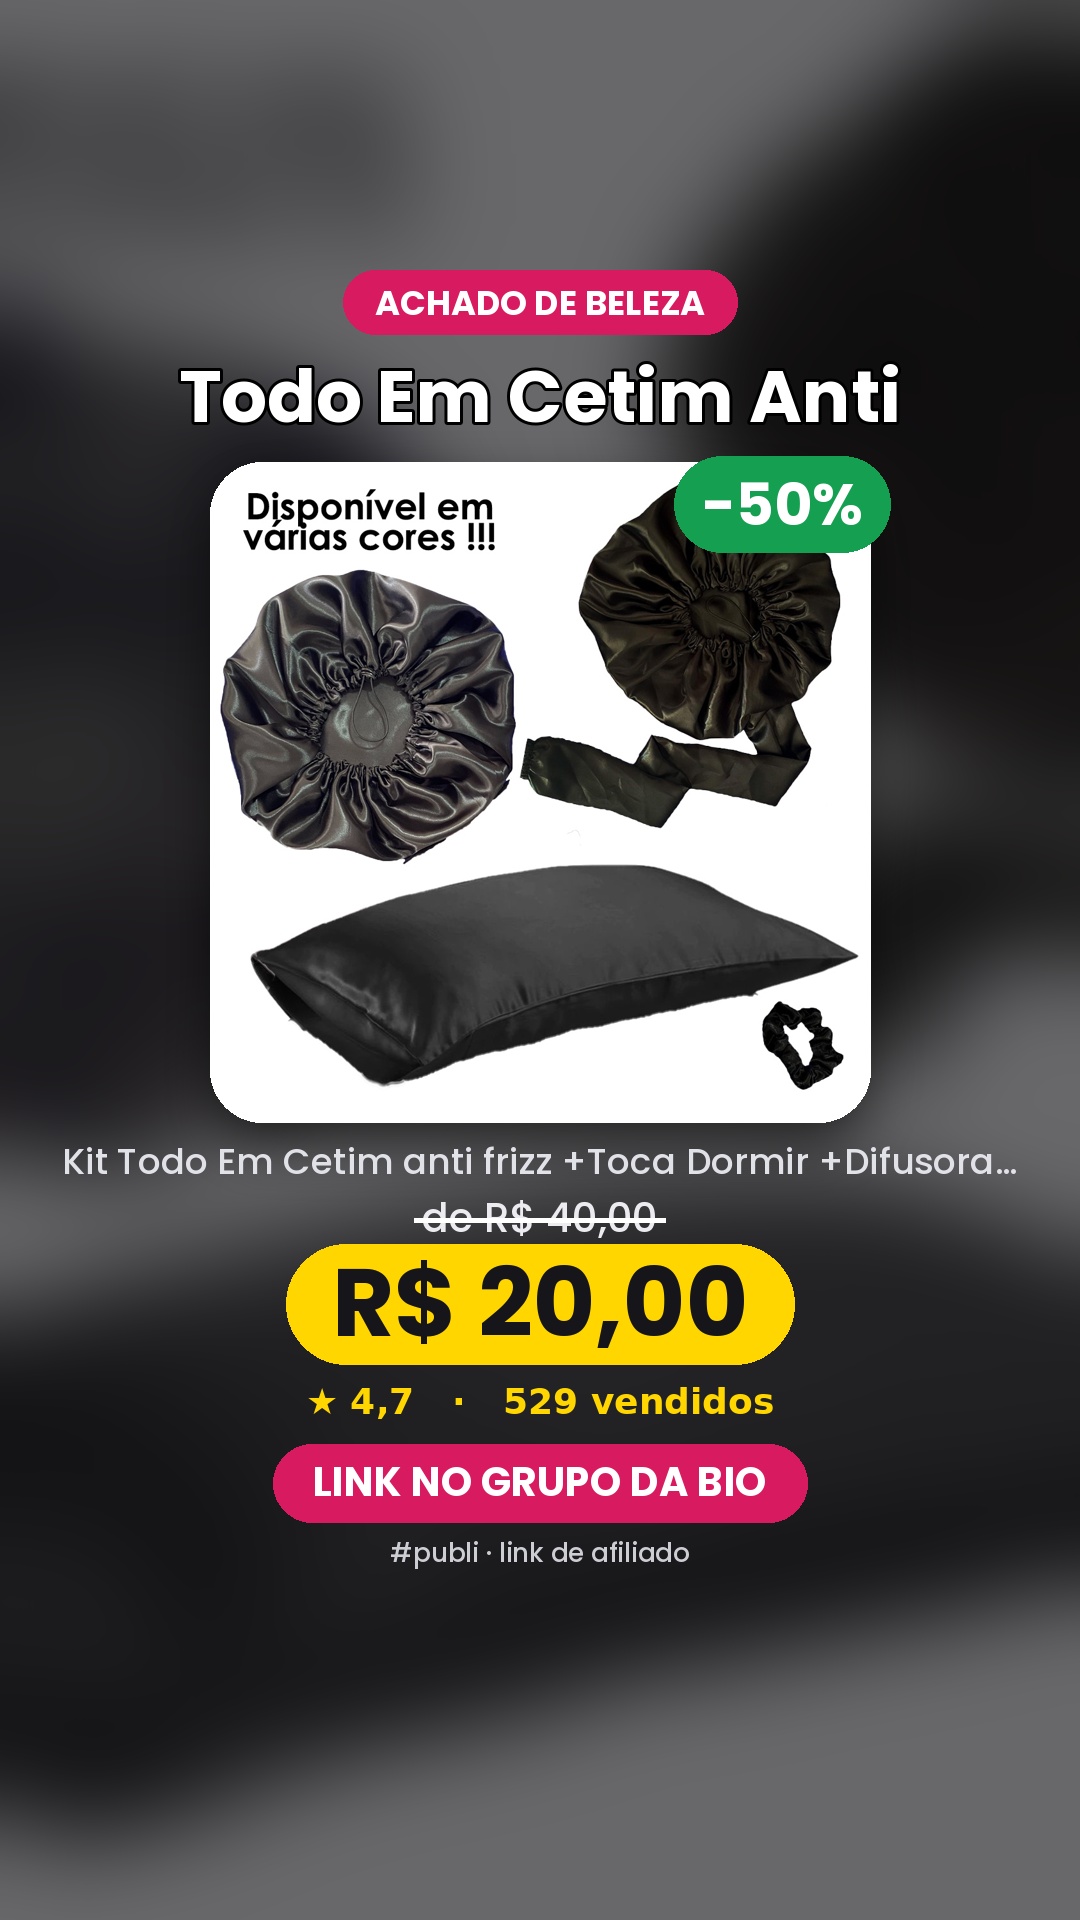 ACHADO DE BELEZA
Todo Em Cetim Anti
-50%
Disponível em
várias cores !!!
Kit Todo Em Cetim anti frizz +Toca Dormir +Difusora...
de R$ 40,00
R$ 20,00
★ 4,7 · 529 vendidos
LINK NO GRUPO DA BIO
#publi · link de afiliado